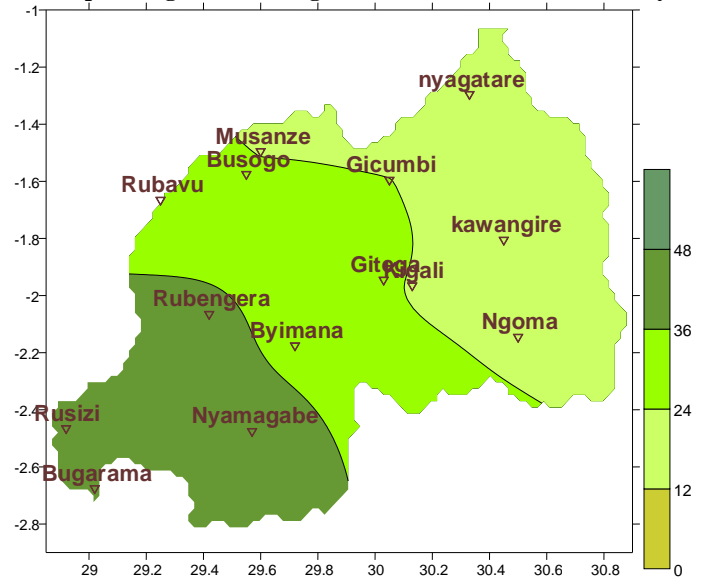 -1
-1.2
-1.4
-1.6
-1.8
-2
-2.2
-2.4
-2.6
-2.8
nyagatare
Musanze
Busogo
Gicumbi
Rubavu
kawangire
Gitega
Kigali
Rubengera
Ngoma
Byimana
Rusizi
Nyamagabe
Bugarama
48
36
24
12
0
29 29.2 29.4 29.6 29.8 30 30.2 30.4 30.6 30.8